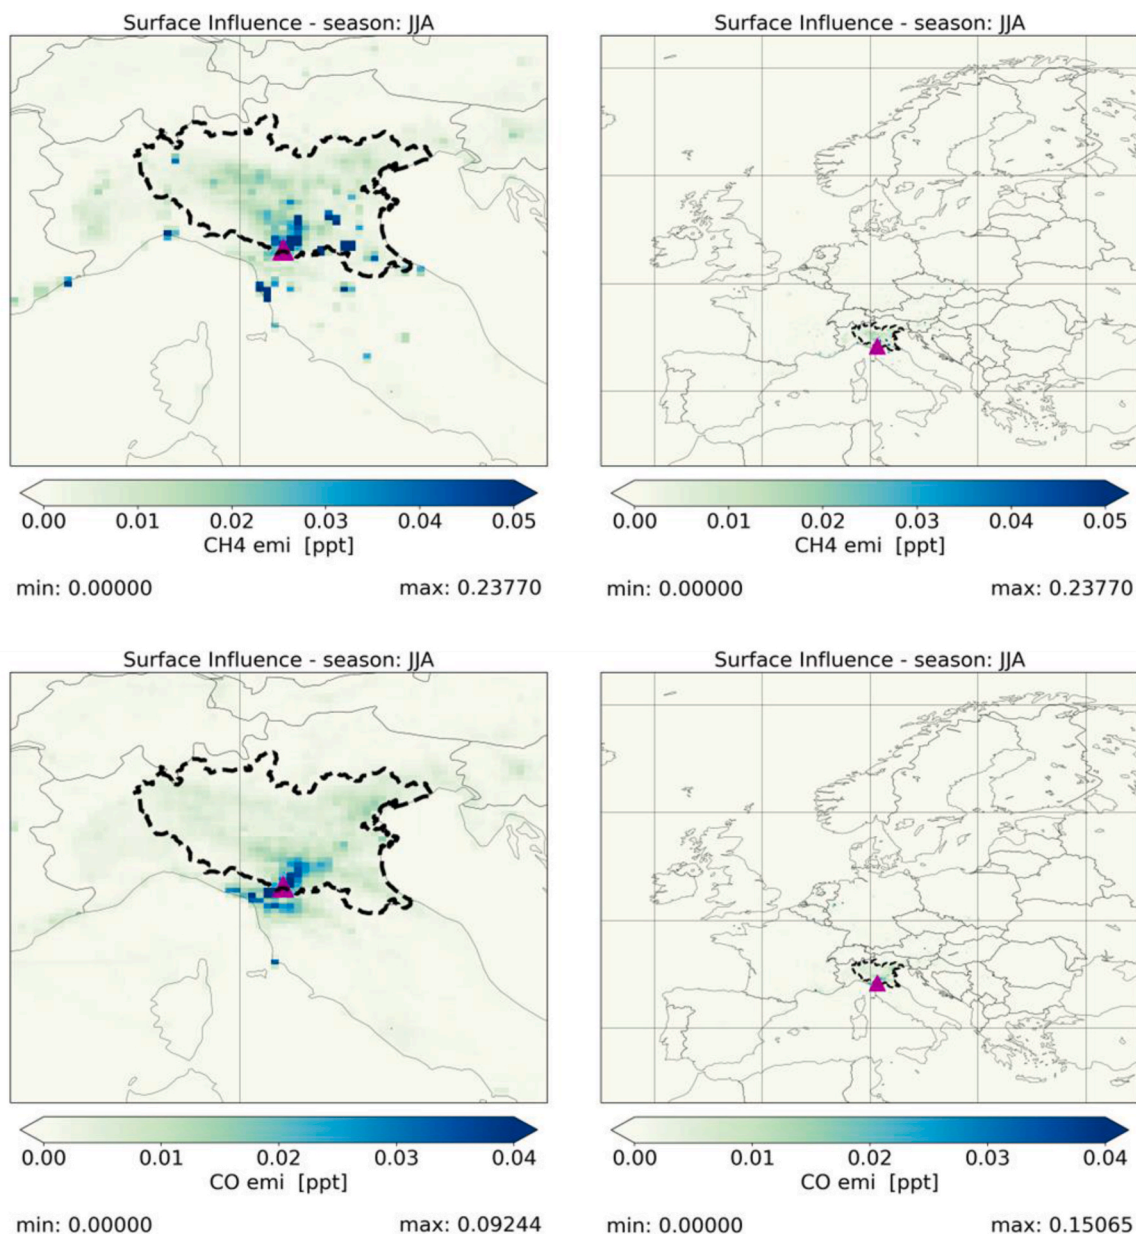 Surface Influence - season: JJA
Surface Influence - season: JJA
0.00 0.01 0.02 0.03 0.04 0.05
0.00 0.01 0.02 0.03 0.04 0.05
CH4 emi [ppt]
CH4 emi [ppt]
min: 0.00000 max: 0.23770
min: 0.00000 max: 0.23770
Surface Influence - season: JJA
Surface Influence - season: JJA
0.00 0.01 0.02 0.03 0.04
0.00 0.01 0.02 0.03 0.04
CO emi [ppt]
CO emi [ppt]
min: 0.00000 max: 0.09244
min: 0.00000 max: 0.15065